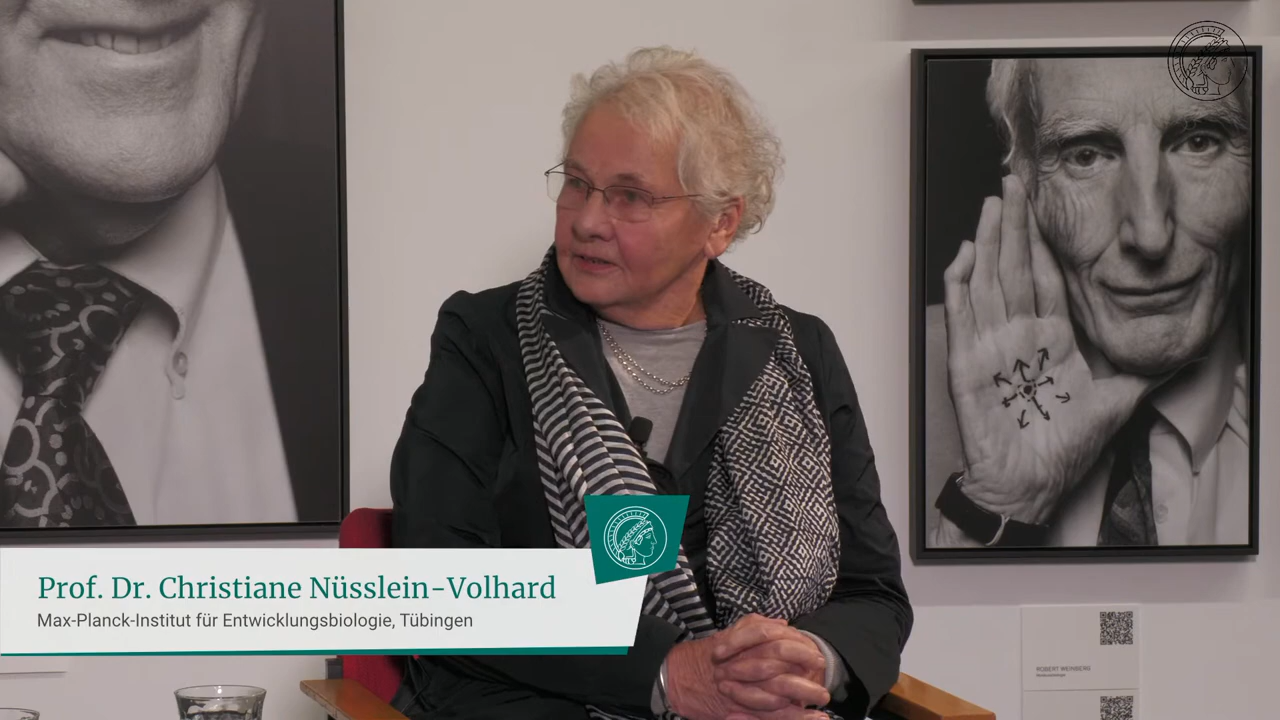 Prof. Dr. Christiane Nüsslein-Volhard
Max-Planck-Institut für Entwicklungsbiologie, Tübingen
ROBERT WEINBERG